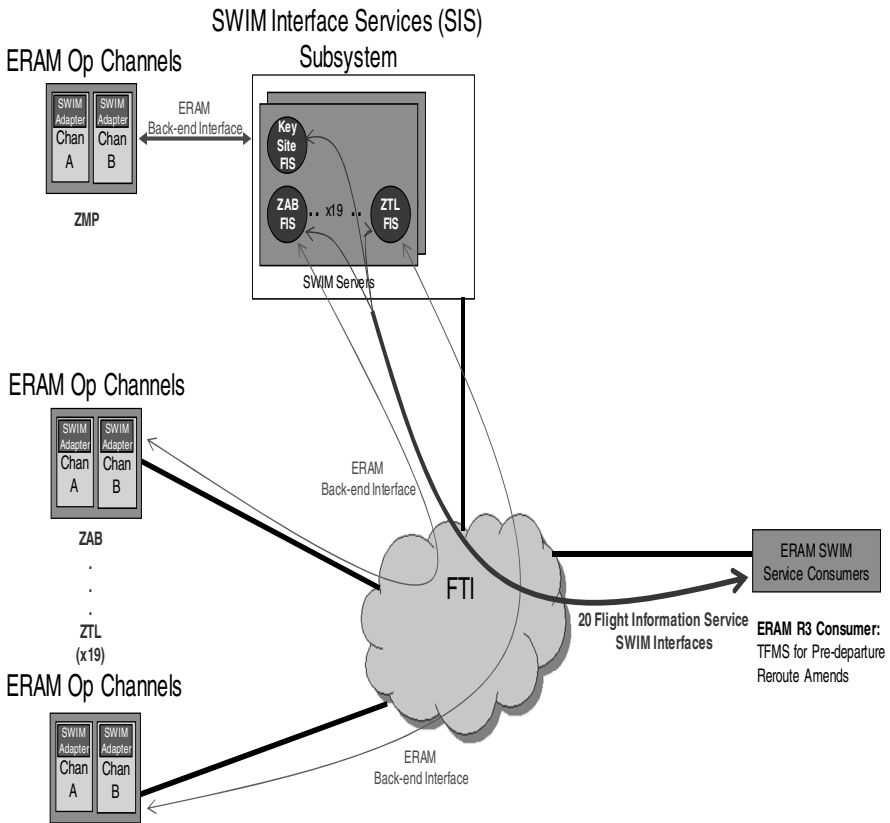 SWIM Interface Services (SIS)
Subsystem
ERAM Op Channels
SWIM
Adapter
Chan
A
SWIM
Adapter
Chan
B
ZMP
ERAM
Back-end Interface
Key
Site
FIS
ZAB
FIS
.. x19 ..
ZTL
FIS
SWIM Servers
ERAM Op Channels
SWIM
Adapter
Chan
A
SWIM
Adapter
Chan
B
ZAB
.
.
.
ZTL
(x19)
ERAM
Back-end Interface
FTI
ERAM SWIM
Service Consumers
20 Flight Information Service
SWIM Interfaces
ERAM R3 Consumer:
TFMS for Pre-departure
Reroute Amends
ERAM Op Channels
SWIM
Adapter
Chan
A
SWIM
Adapter
Chan
B
ERAM
Back-end Interface